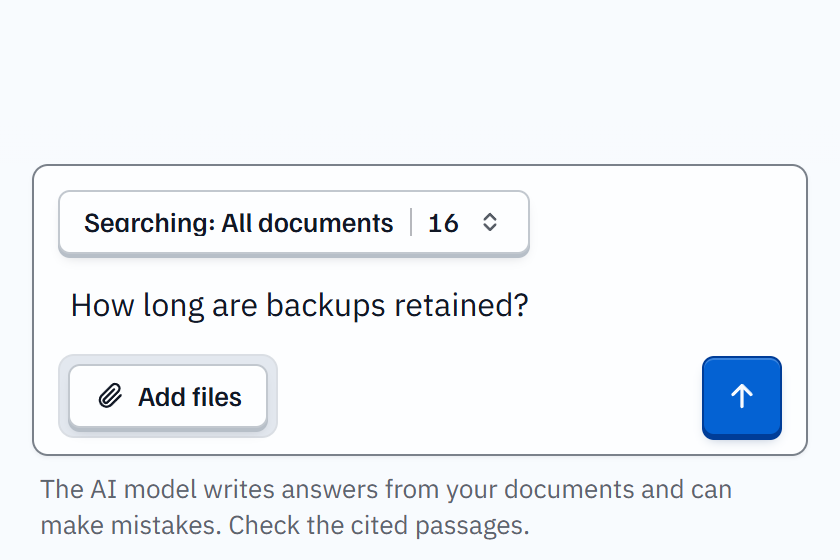 Searching: All documents | 16
How long are backups retained?
Add files
The AI model writes answers from your documents and can
make mistakes. Check the cited passages.